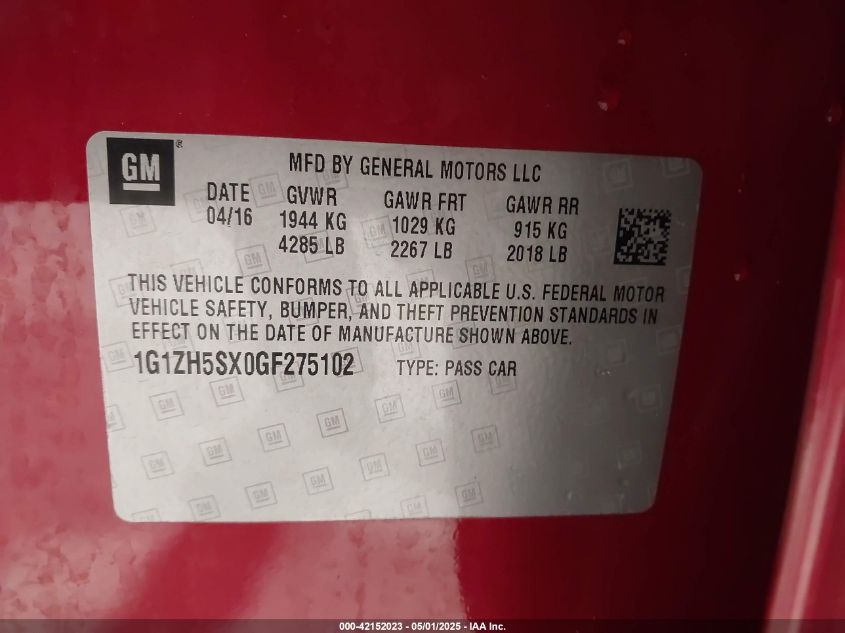 GM®
MFD BY GENERAL MOTORS LLC
DATE GVWR GAWR FRT GAWR RR
04/16 1944 KG 1029 KG 915 KG
4285 LB 2267 LB 2018 LB
THIS VEHICLE CONFORMS TO ALL APPLICABLE U.S. FEDERAL MOTOR
VEHICLE SAFETY, BUMPER, AND THEFT PREVENTION STANDARDS IN
EFFECT ON THE DATE OF MANUFACTURE SHOWN ABOVE.
1G1ZH5SX0GF275102 TYPE: PASS CAR
000-42152023 - 05/01/2025 - IAA Inc.